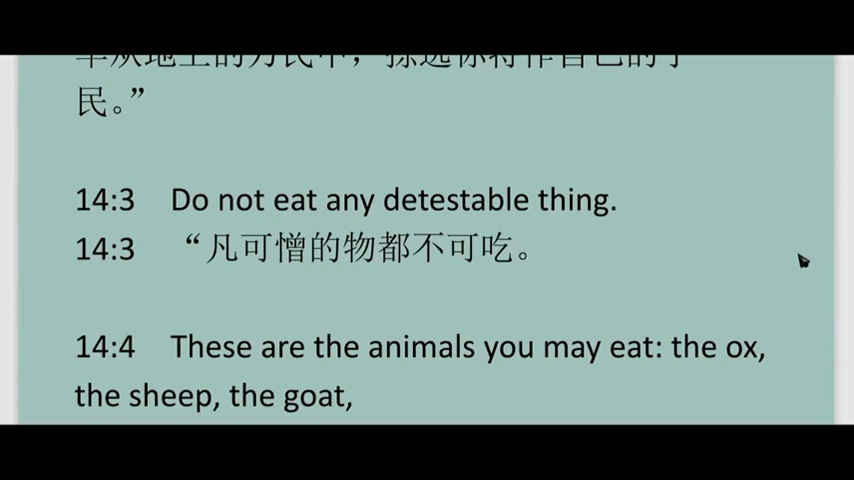 民。”
14:3 Do not eat any detestable thing.
14:3 “凡可憎的物都不可吃。
14:4 These are the animals you may eat: the ox,
the sheep, the goat,